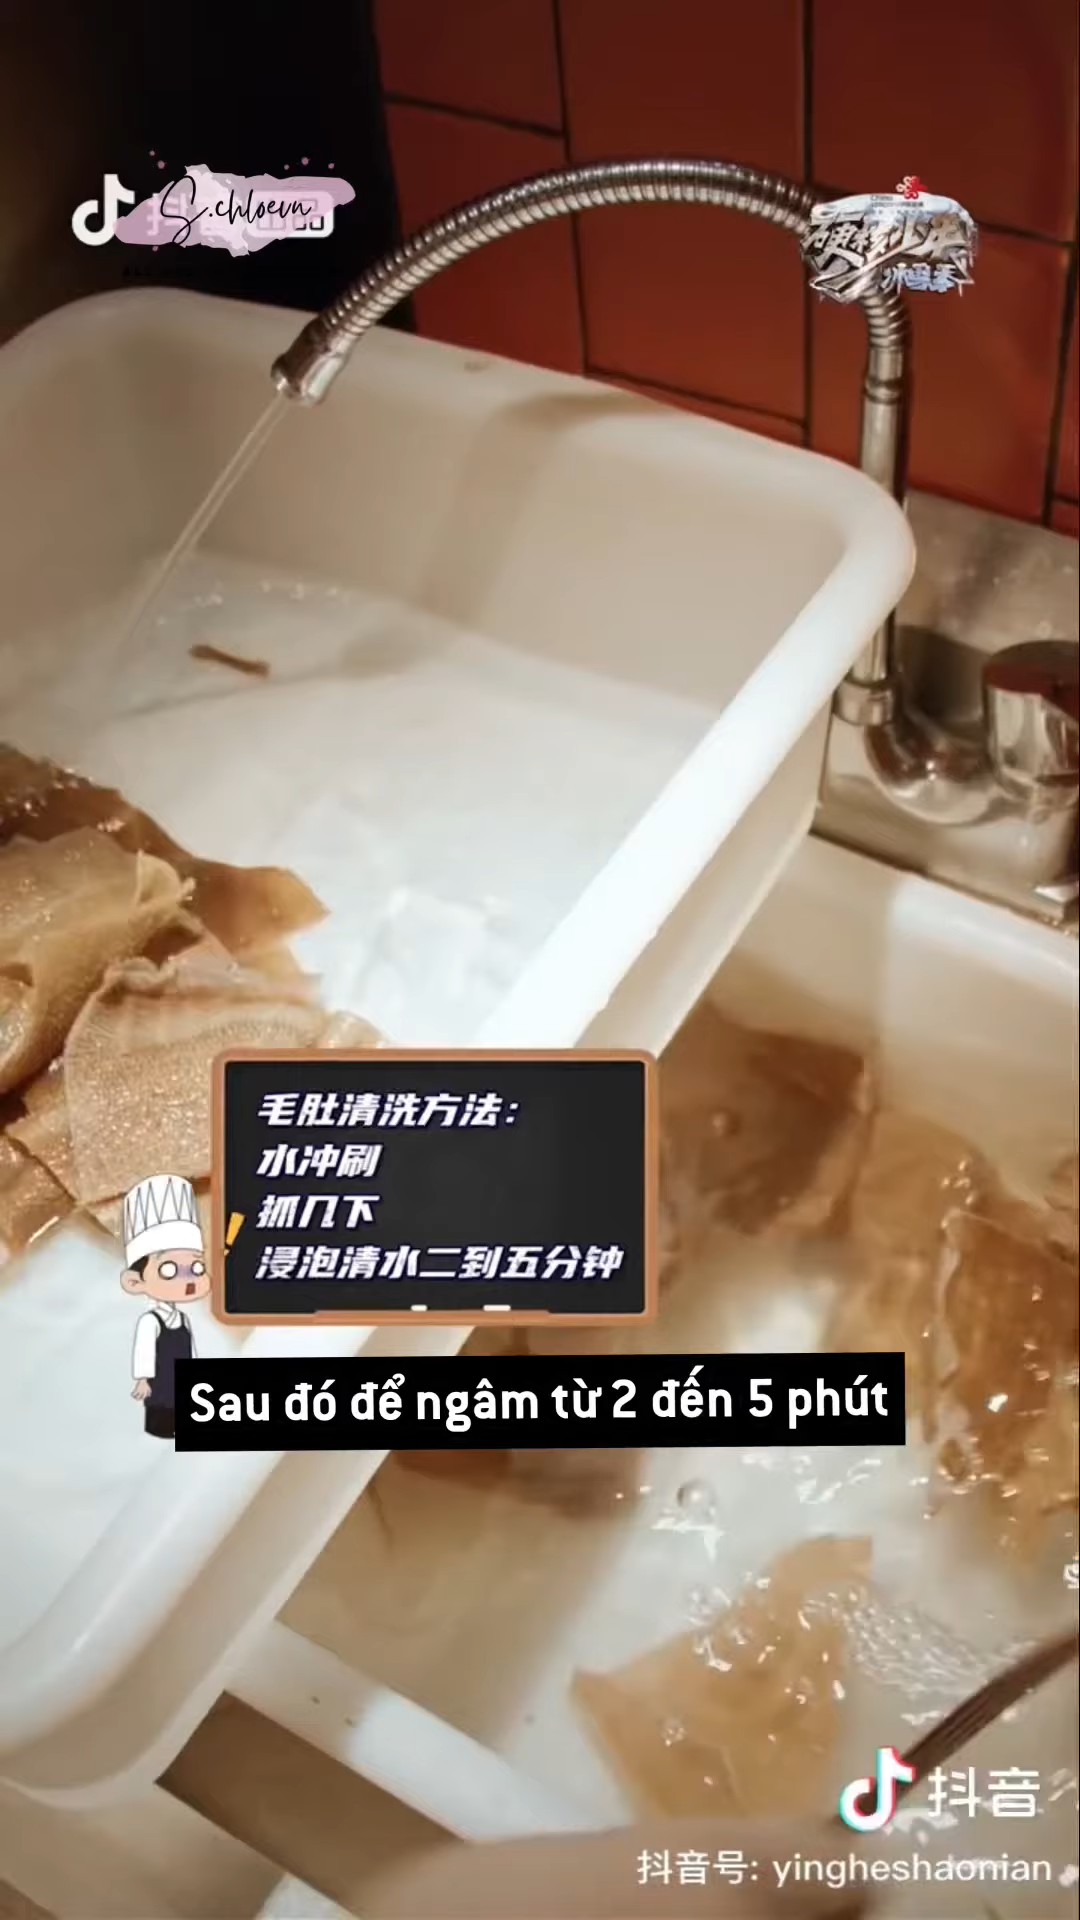 S.chloevn
毛肚清洗方法：
水冲刷
抓几下
浸泡清水二到五分钟
Sau đó để ngâm từ 2 đến 5 phút
抖音
抖音号: yingheshaonian